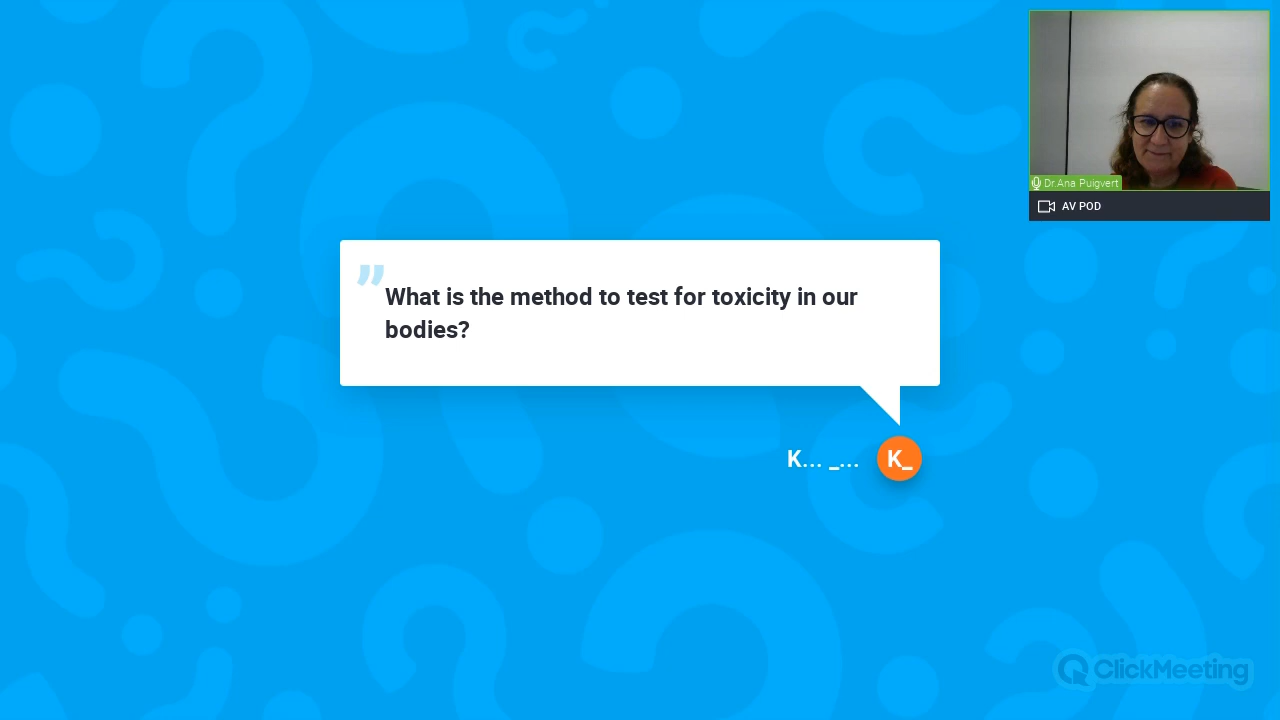 Dr.Ana Puigvert
AV POD
”
What is the method to test for toxicity in our
bodies?
K... _... K_
ClickMeeting